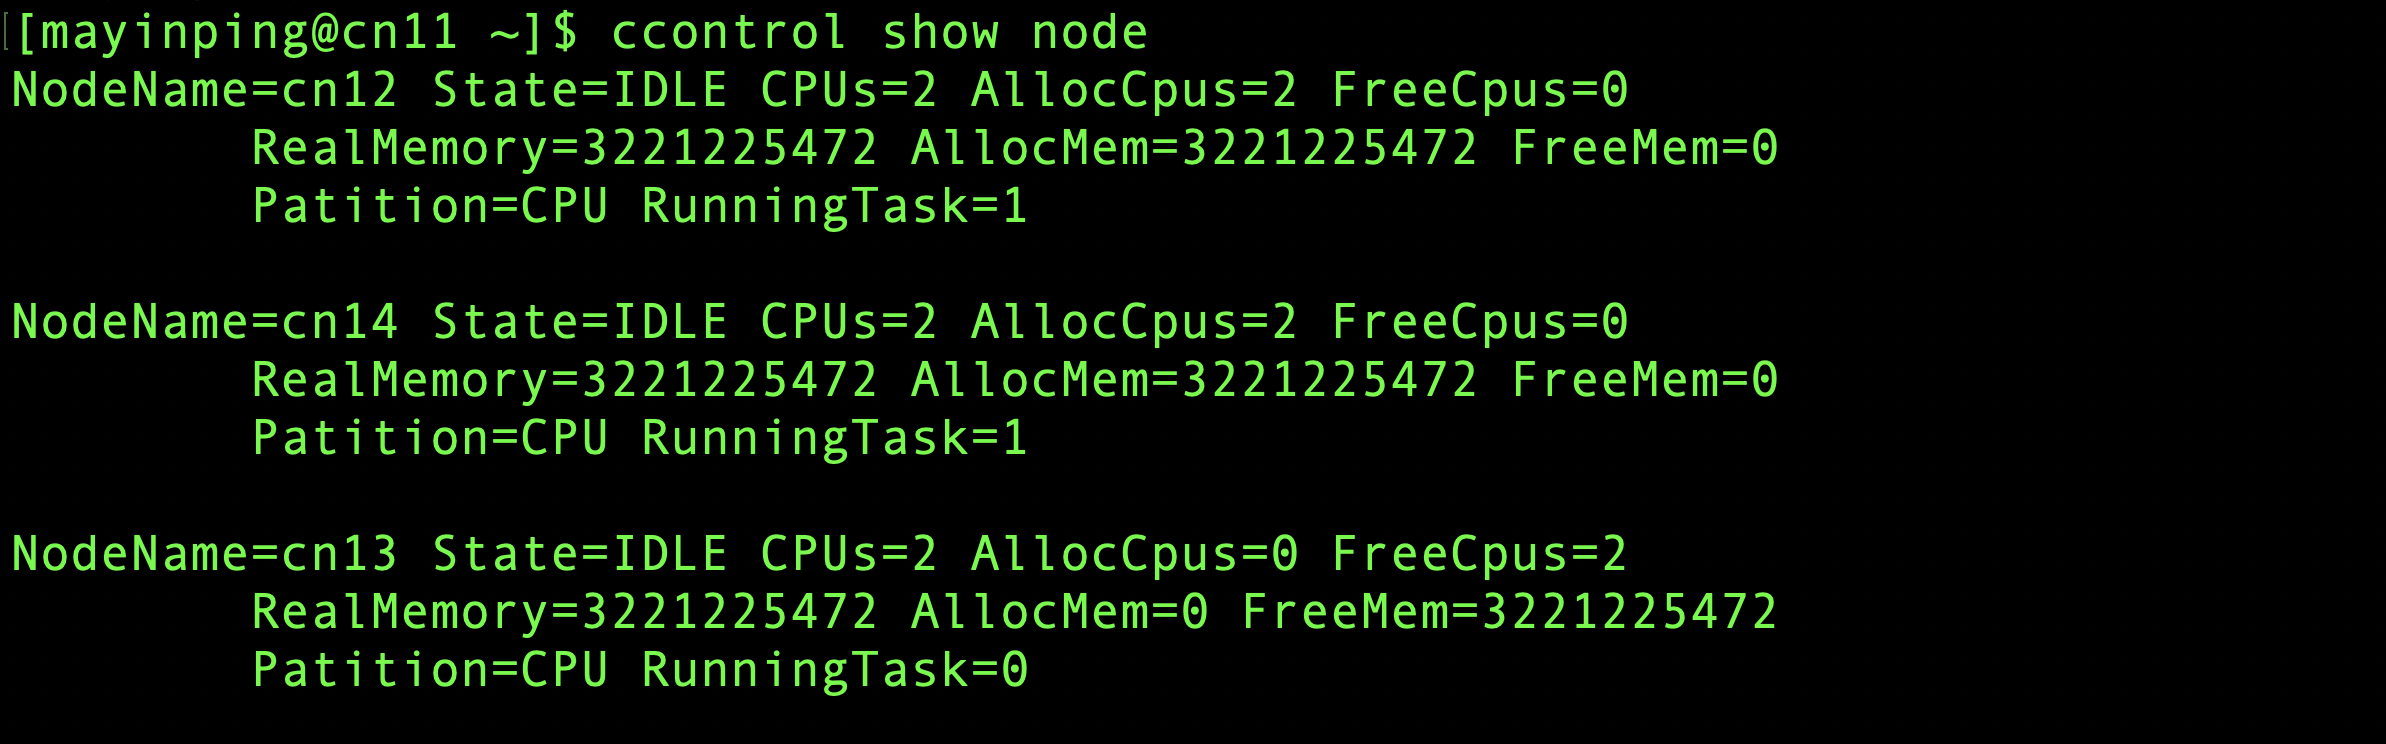 [mayinping@cn11 ~]$ ccontrol show node
NodeName=cn12 State=IDLE CPUs=2 AllocCpus=2 FreeCpus=0
RealMemory=3221225472 AllocMem=3221225472 FreeMem=0
Patition=CPU RunningTask=1
NodeName=cn14 State=IDLE CPUs=2 AllocCpus=2 FreeCpus=0
RealMemory=3221225472 AllocMem=3221225472 FreeMem=0
Patition=CPU RunningTask=1
NodeName=cn13 State=IDLE CPUs=2 AllocCpus=0 FreeCpus=2
RealMemory=3221225472 AllocMem=0 FreeMem=3221225472
Patition=CPU RunningTask=0